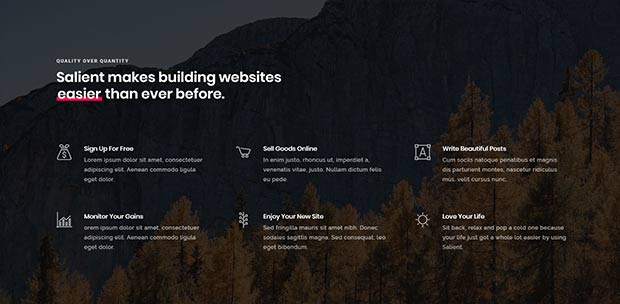 QUALITY OVER QUANTITY
Salient makes building websites
easier than ever before.
Sign Up For Free
Lorem ipsum dolor sit amet, consectetuer
adipiscing elit. Aenean commodo ligula
eget dolor.
Sell Goods Online
In enim justo, rhoncus ut, imperdiet a,
venenatis vitae, justo. Nullam dictum felis
eu pede.
A
Write Beautiful Posts
Cum sociis natoque penatibus et magnis
dis parturient montes, nascetur ridiculus
mus. velit cursus nunc,
$
Monitor Your Gains
orem ipsum dolor sit amet, consectetuer
adipiscing elit. Aenean commodo ligula
eget dolor.
Enjoy Your New Site
Sed fringilla mauris sit amet nibh. Donec
sodales sagittis magna. Sed consequat, leo
eget bibendum.
Love Your Life
Sit back, relax and pop a cold one because
your life just got a whole lot easier by using
Salient